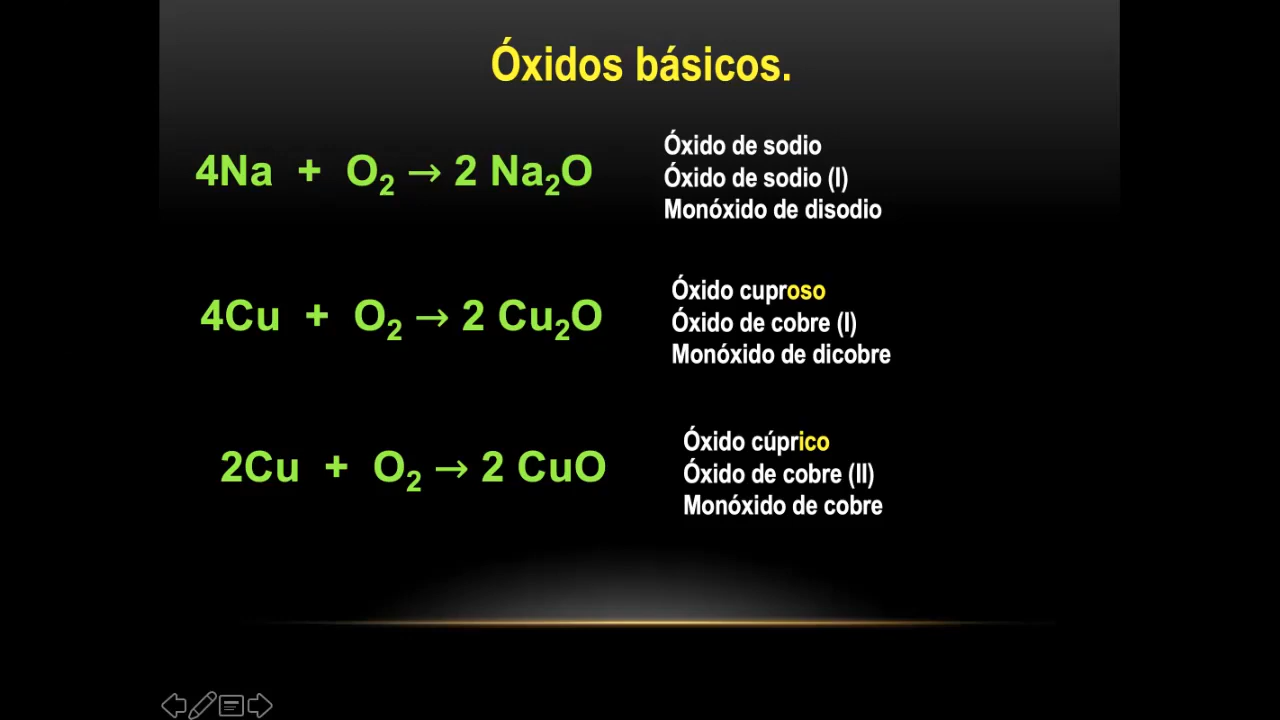 Óxidos básicos.
4Na + O₂ → 2 Na₂O
Óxido de sodio
Óxido de sodio (I)
Monóxido de disodio
4Cu + O₂ → 2 Cu₂O
Óxido cuproso
Óxido de cobre (I)
Monóxido de dicobre
2Cu + O₂ → 2 CuO
Óxido cúprico
Óxido de cobre (II)
Monóxido de cobre